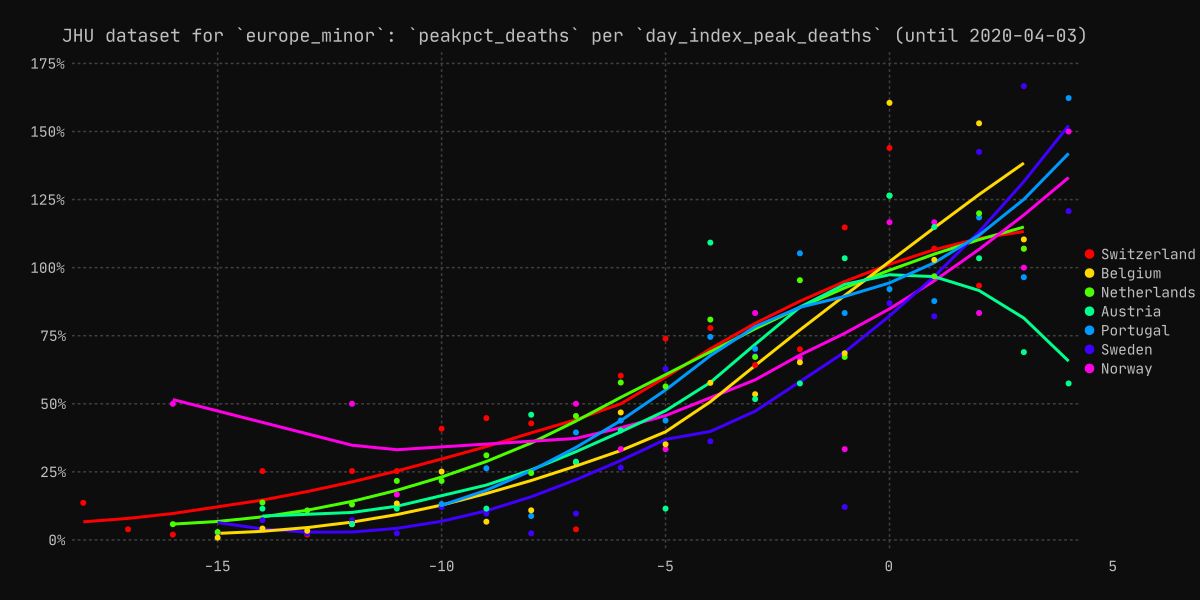 JHU dataset for `europe_minor`: `peakpct_deaths` per `day_index_peak_deaths` (until 2020-04-03)
175%
150%
125%
100%
75%
50%
25%
0%
Switzerland
Belgium
Netherlands
Austria
Portugal
Sweden
Norway
−15
−10
−5
0
5